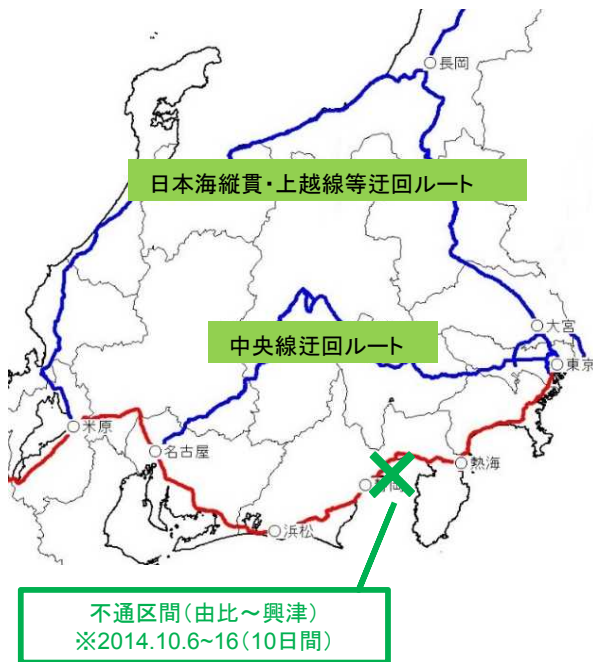 ○長岡
日本海縦貫・上越線等迂回ルート
○大宮
中央線迂回ルート
○東京
○米原
○名古屋
○熱海
○浜松
不通区間(由比～興津)
※2014.10.6~16(10日間)